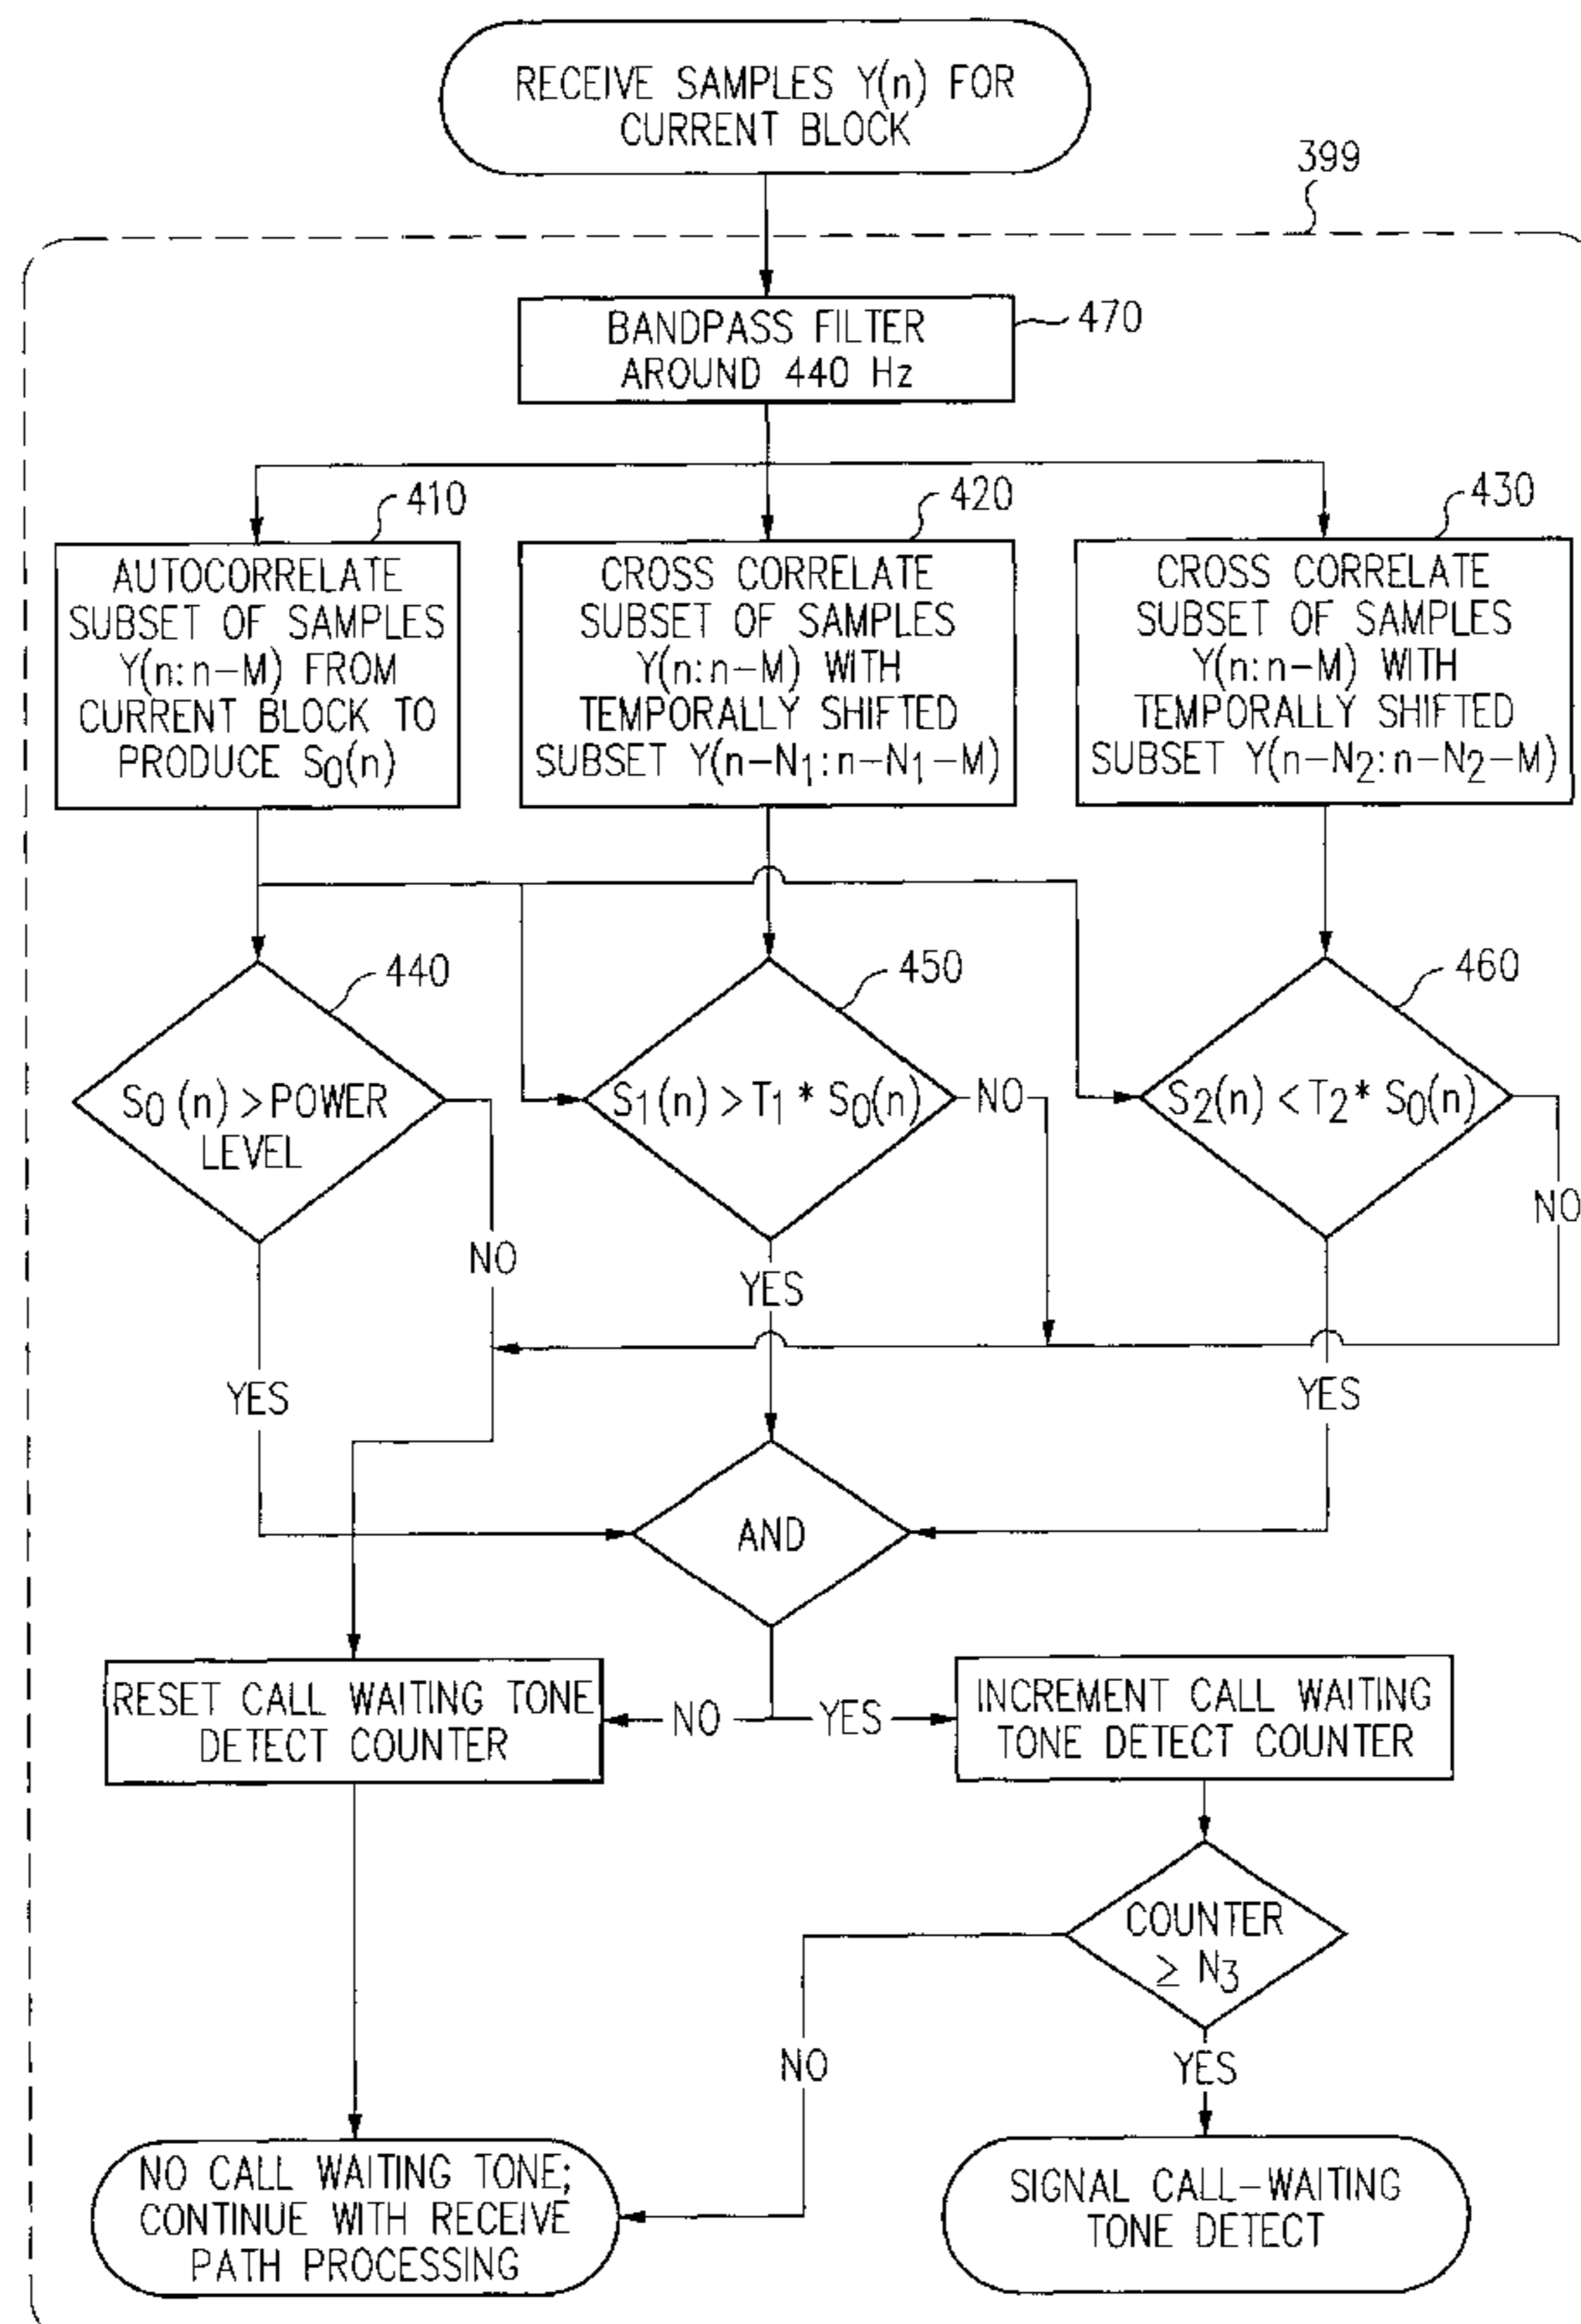 RECEIVE SAMPLES Y(n) FOR
CURRENT BLOCK
399
BANDPASS FILTER
AROUND 440 Hz
470
410
AUTOCORRELATE
SUBSET OF SAMPLES
Y(n:n−M) FROM
CURRENT BLOCK TO
PRODUCE S0(n)
420
CROSS CORRELATE
SUBSET OF SAMPLES
Y(n:n−M) WITH
TEMPORALLY SHIFTED
SUBSET Y(n−N1:n−N1−M)
430
CROSS CORRELATE
SUBSET OF SAMPLES
Y(n:n−M) WITH
TEMPORALLY SHIFTED
SUBSET Y(n−N2:n−N2−M)
440
S0(n) > POWER
LEVEL
450
S1(n) > T1 * S0(n)
NO
460
S2(n) < T2 * S0(n)
NO
NO
YES
YES
YES
AND
RESET CALL WAITING TONE
DETECT COUNTER
NO
YES
INCREMENT CALL WAITING
TONE DETECT COUNTER
COUNTER
≥ N3
NO
YES
NO CALL WAITING TONE;
CONTINUE WITH RECEIVE
PATH PROCESSING
SIGNAL CALL−WAITING
TONE DETECT